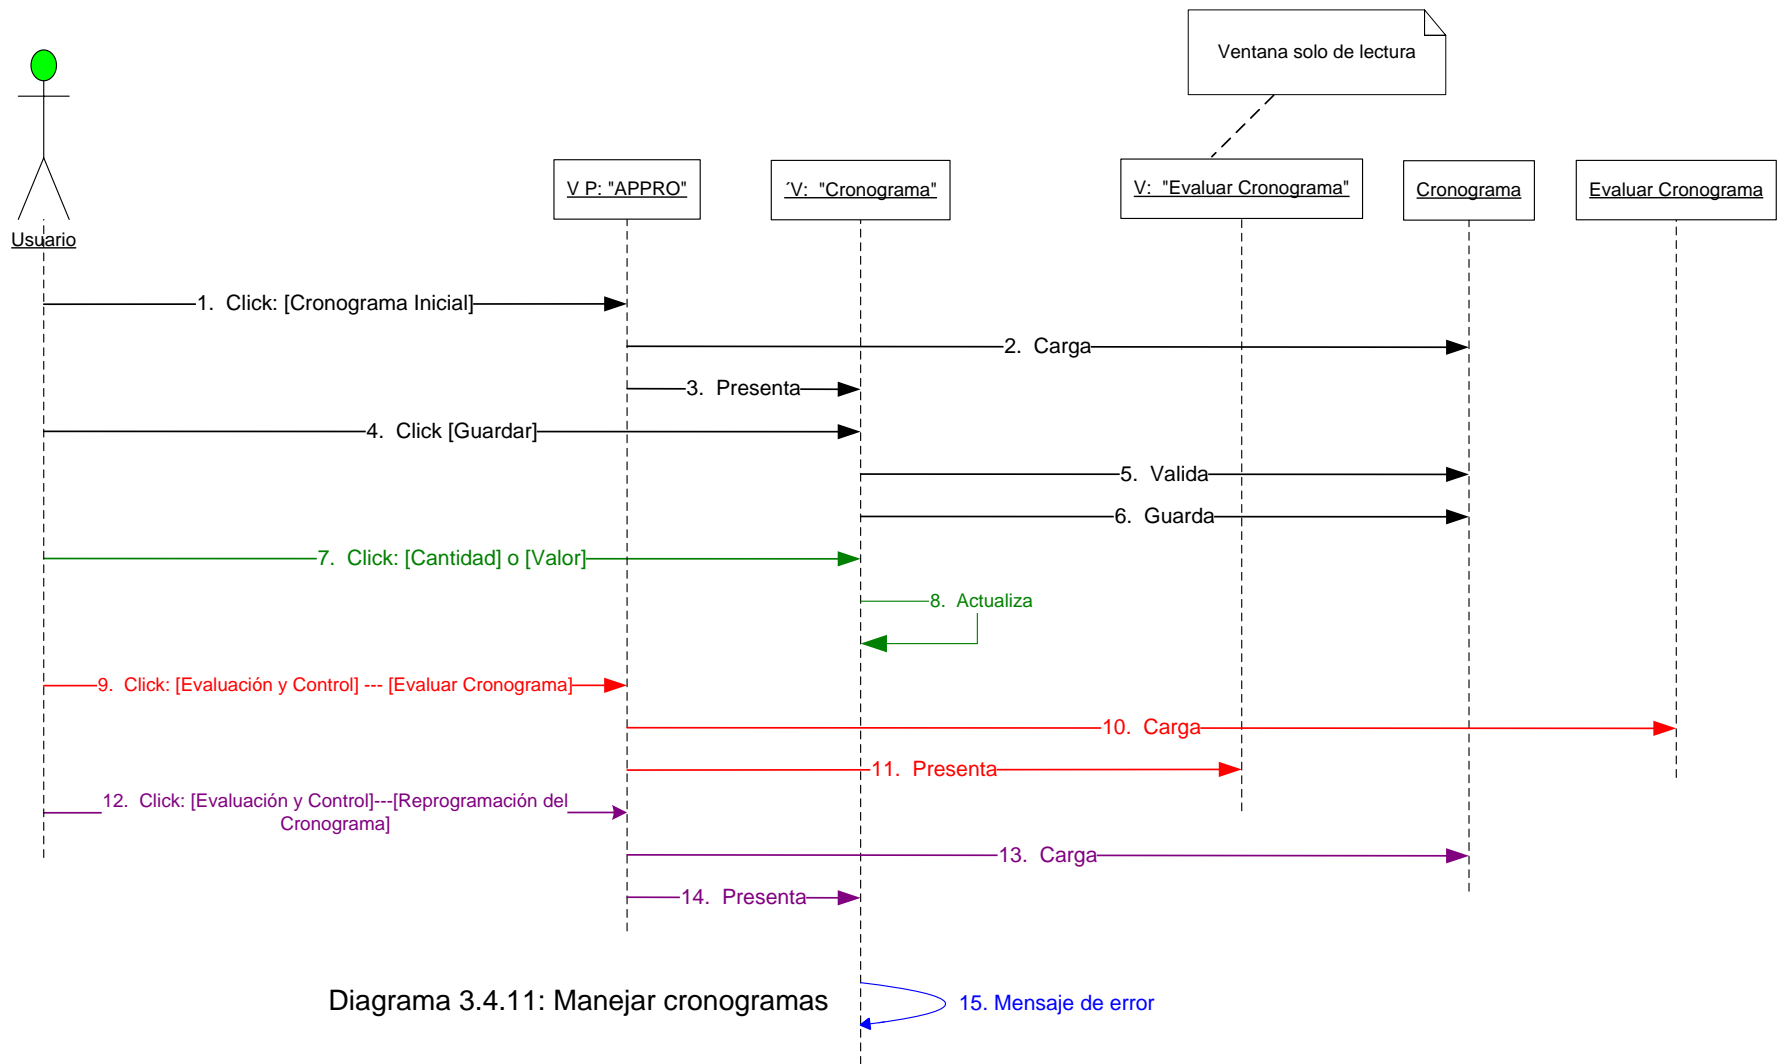 Ventana solo de lectura
Usuario
V P: "APPRO"
´V: "Cronograma"
V: "Evaluar Cronograma"
Cronograma
Evaluar Cronograma
1. Click: [Cronograma Inicial]
2. Carga
3. Presenta
4. Click [Guardar]
5. Valida
6. Guarda
7. Click: [Cantidad] o [Valor]
8. Actualiza
9. Click: [Evaluación y Control] --- [Evaluar Cronograma]
10. Carga
11. Presenta
12. Click: [Evaluación y Control]---[Reprogramación del
Cronograma]
13. Carga
14. Presenta
Diagrama 3.4.11: Manejar cronogramas
15. Mensaje de error